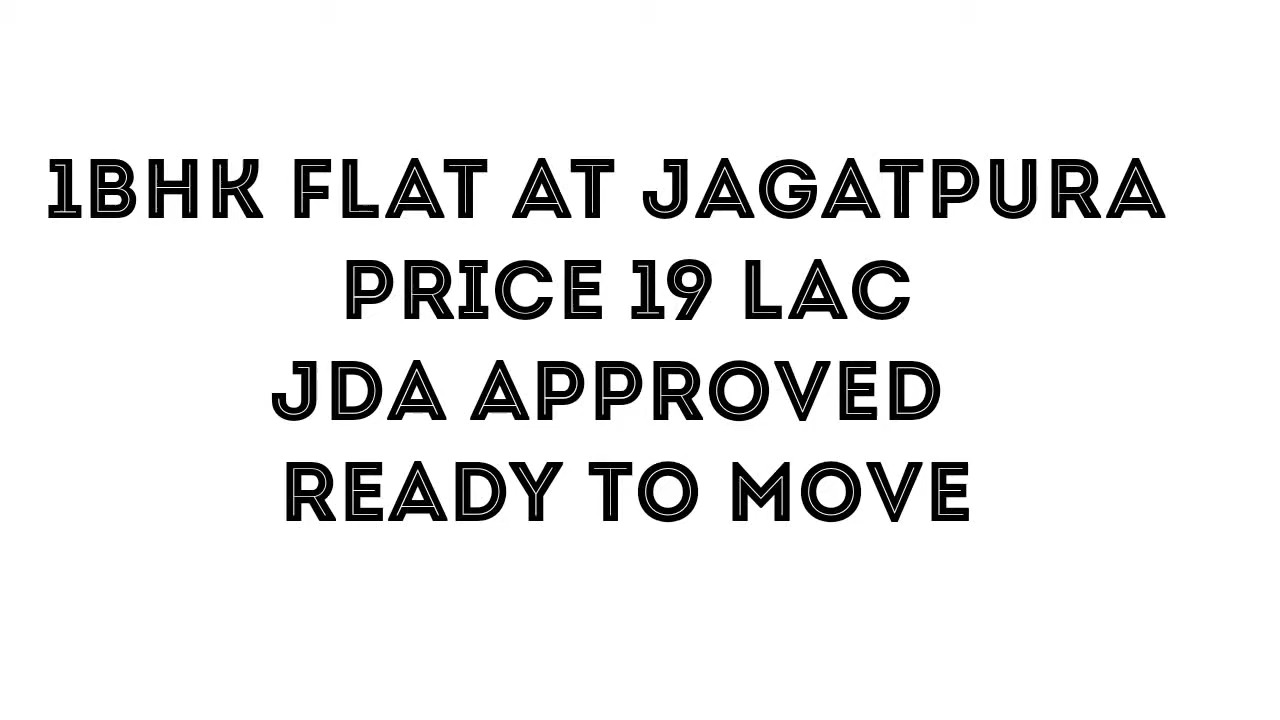 1BHK FLAT AT JAGATPURA
PRICE 19 LAC
JDA APPROVED
READY TO MOVE